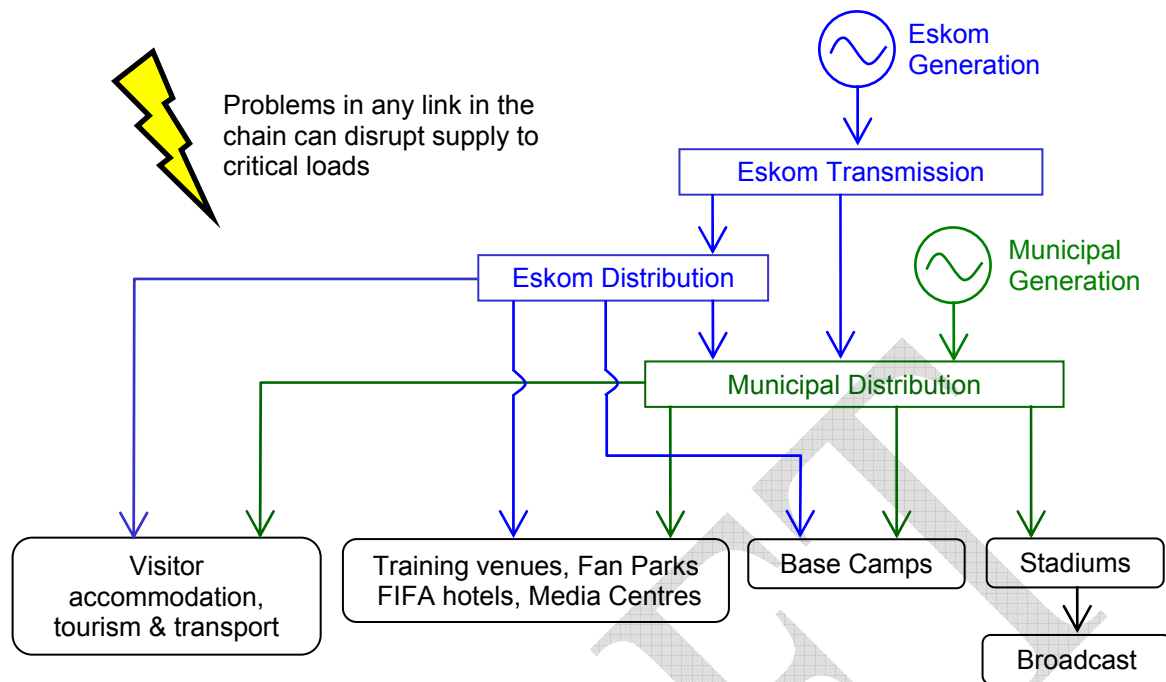 Eskom
Generation
Problems in any link in the
chain can disrupt supply to
critical loads
Eskom Transmission
Municipal
Generation
Eskom Distribution
Municipal Distribution
Visitor
accommodation,
tourism & transport
Training venues, Fan Parks
FIFA hotels, Media Centres
Base Camps
Stadiums
Broadcast